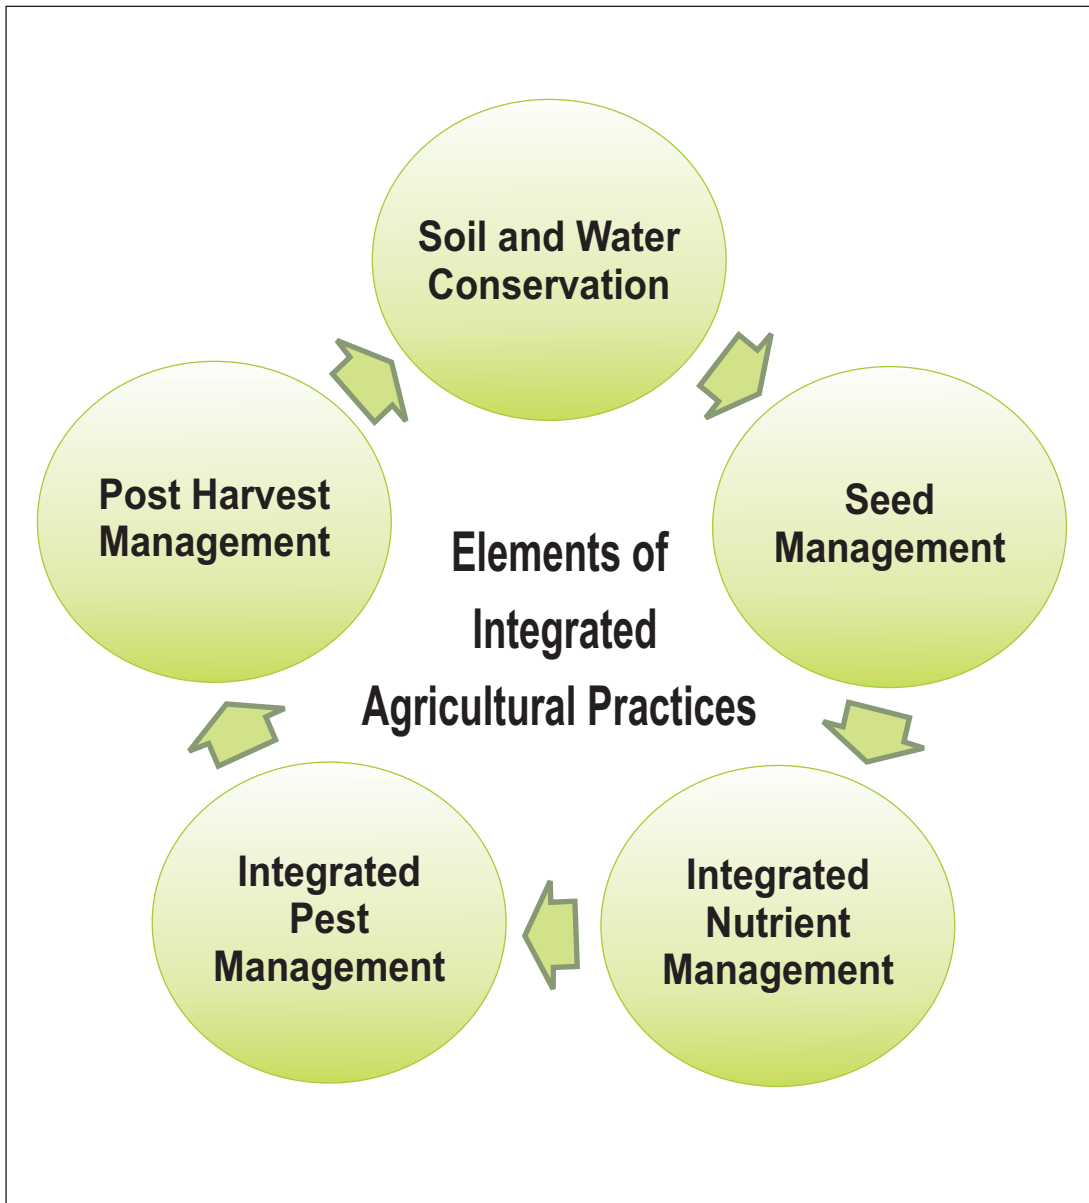 Soil and Water
Conservation
Seed
Management
Integrated
Nutrient
Management
Integrated
Pest
Management
Post Harvest
Management
Elements of
Integrated
Agricultural Practices